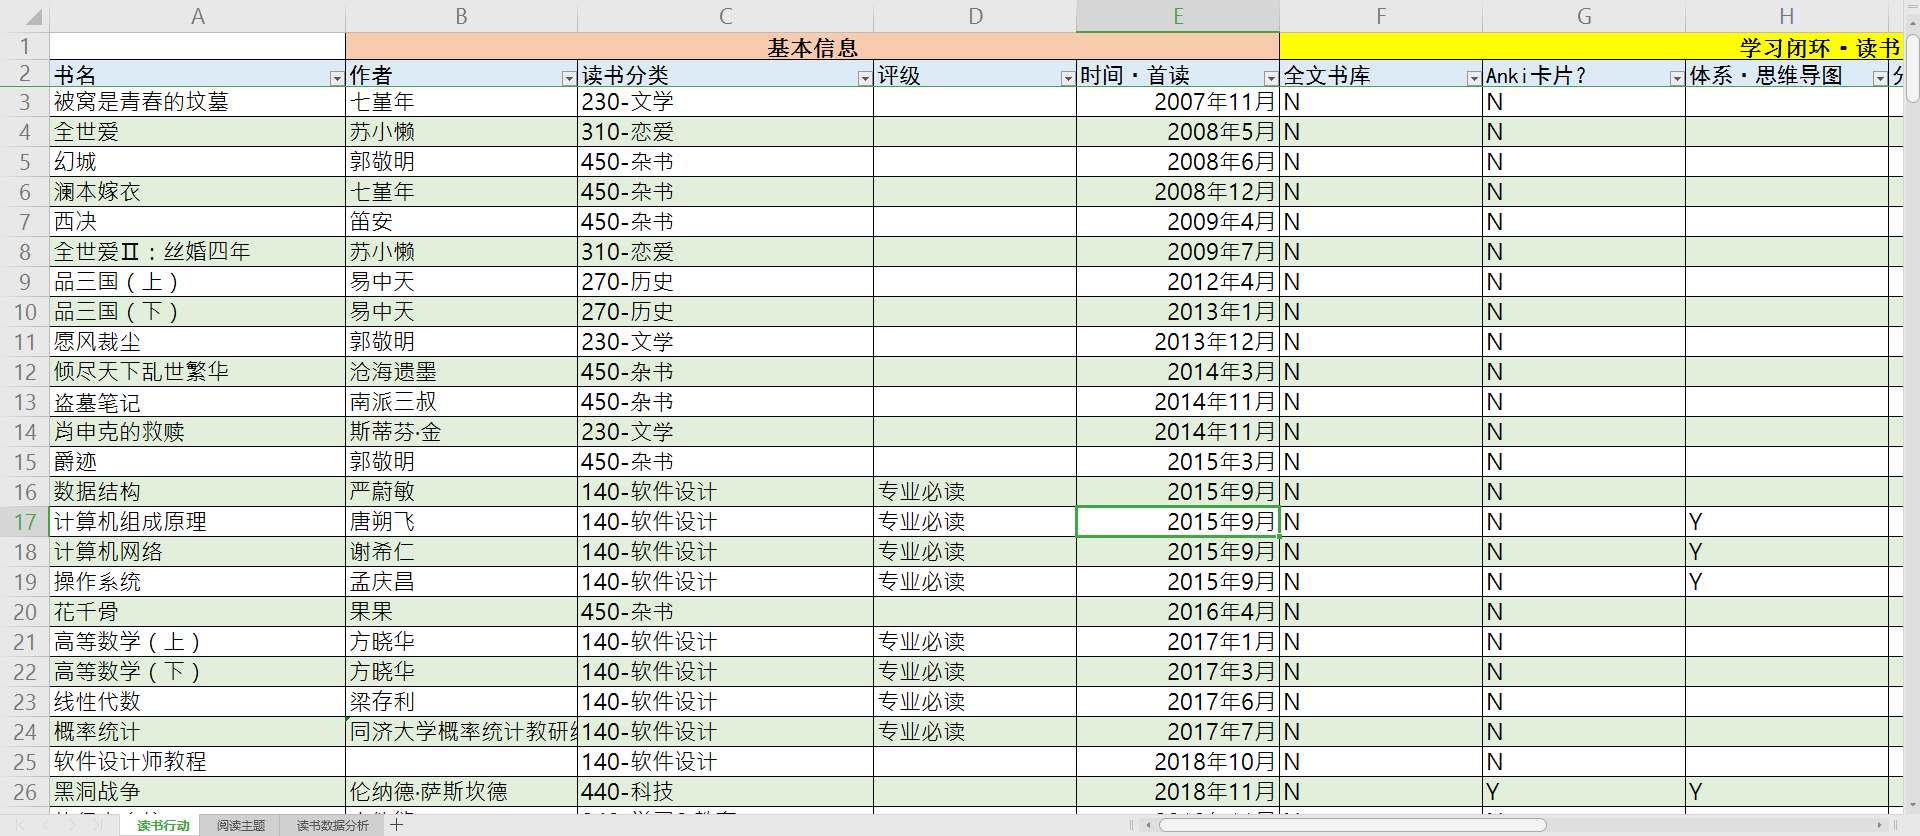 A B C D E F G H
1 基本信息 学习闭环·读书
2 书名 作者 读书分类 评级 时间·首读 全文书库 Anki卡片? 体系·思维导图
3 被窝是青春的坟墓 七堇年 230-文学 2007年11月 N N
4 全世爱 苏小懒 310-恋爱 2008年5月 N N
5 幻城 郭敬明 450-杂书 2008年6月 N N
6 澜本嫁衣 七堇年 450-杂书 2008年12月 N N
7 西决 笛安 450-杂书 2009年4月 N N
8 全世爱Ⅱ：丝婚四年 苏小懒 310-恋爱 2009年7月 N N
9 品三国（上） 易中天 270-历史 2012年4月 N N
10 品三国（下） 易中天 270-历史 2013年1月 N N
11 愿风裁尘 郭敬明 230-文学 2013年12月 N N
12 倾尽天下乱世繁华 沧海遗墨 450-杂书 2014年3月 N N
13 盗墓笔记 南派三叔 450-杂书 2014年11月 N N
14 肖申克的救赎 斯蒂芬·金 230-文学 2014年11月 N N
15 爵迹 郭敬明 450-杂书 2015年3月 N N
16 数据结构 严蔚敏 140-软件设计 专业必读 2015年9月 N N
17 计算机组成原理 唐朔飞 140-软件设计 专业必读 2015年9月 N N Y
18 计算机网络 谢希仁 140-软件设计 专业必读 2015年9月 N N Y
19 操作系统 孟庆昌 140-软件设计 专业必读 2015年9月 N N Y
20 花千骨 果果 450-杂书 2016年4月 N N
21 高等数学（上） 方晓华 140-软件设计 专业必读 2017年1月 N N
22 高等数学（下） 方晓华 140-软件设计 专业必读 2017年3月 N N
23 线性代数 梁存利 140-软件设计 专业必读 2017年6月 N N
24 概率统计 同济大学概率统计教研 140-软件设计 专业必读 2017年7月 N N
25 软件设计师教程 140-软件设计 2018年10月 N N
26 黑洞战争 伦纳德·萨斯坎德 440-科技 2018年11月 N Y Y
读书行动 阅读主题 读书数据分析